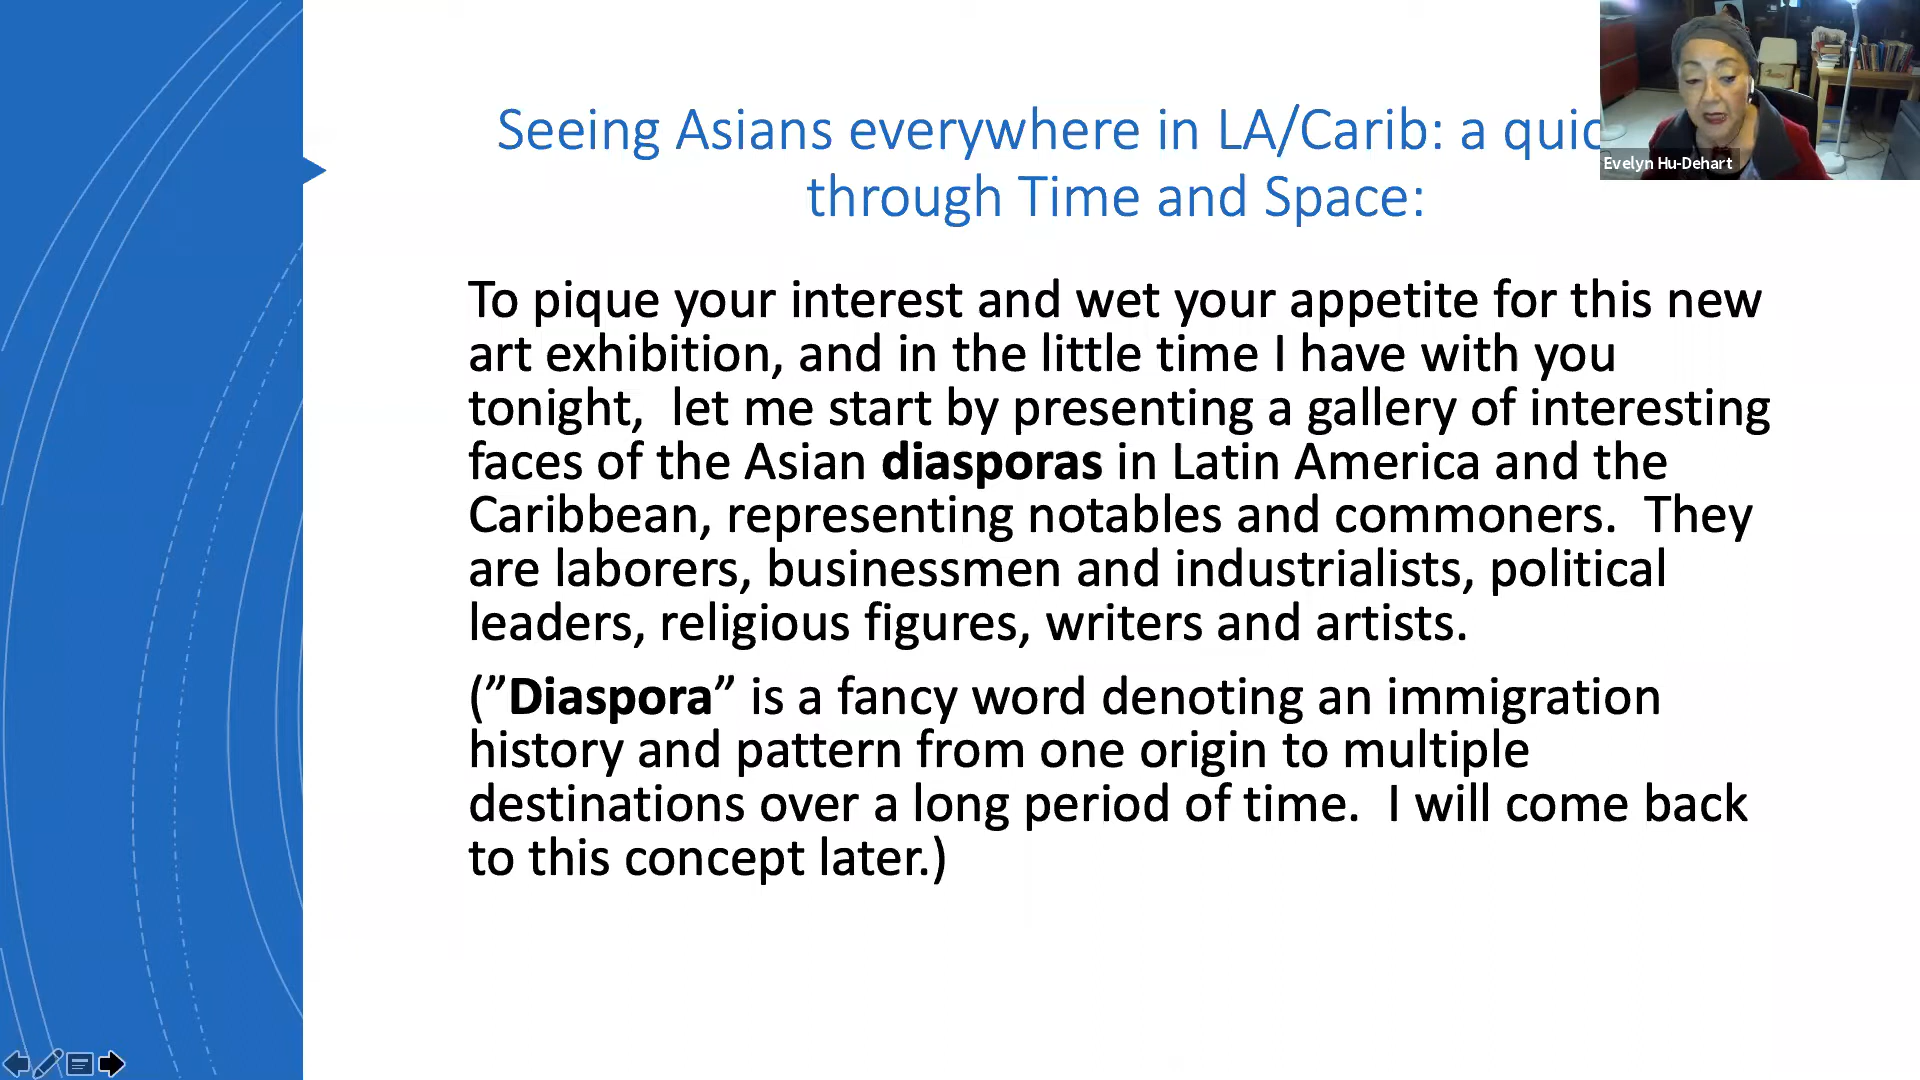 Seeing Asians everywhere in LA/Carib: a quic
through Time and Space:
Evelyn Hu-Dehart
To pique your interest and wet your appetite for this new
art exhibition, and in the little time I have with you
tonight,  let me start by presenting a gallery of interesting
faces of the Asian diasporas in Latin America and the
Caribbean, representing notables and commoners.  They
are laborers, businessmen and industrialists, political
leaders, religious figures, writers and artists.
(”Diaspora” is a fancy word denoting an immigration
history and pattern from one origin to multiple
destinations over a long period of time.  I will come back
to this concept later.)